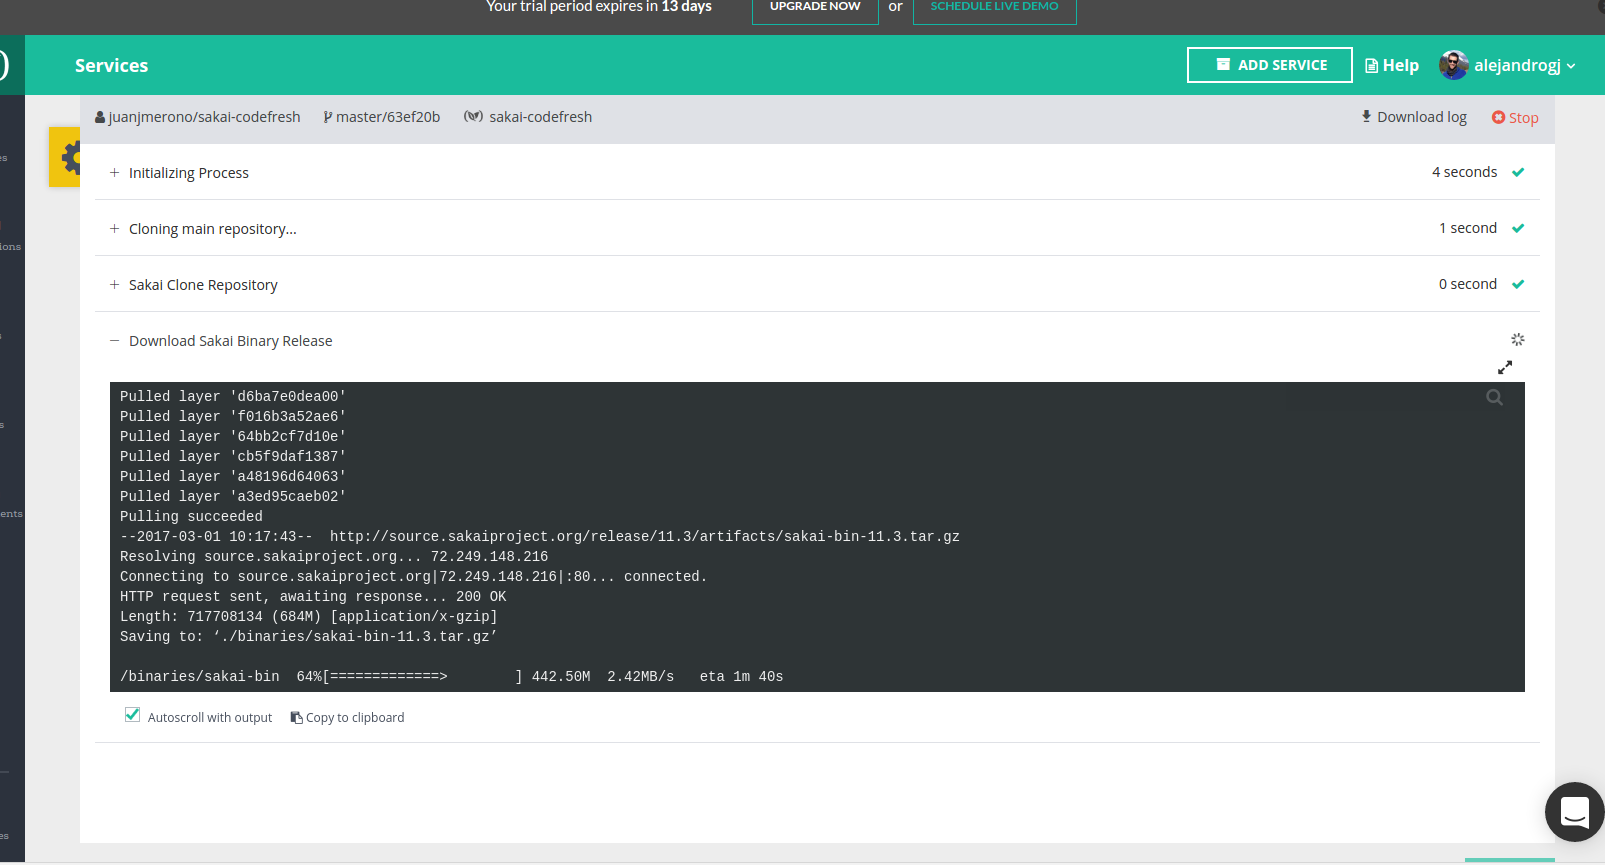 Your trial period expires in 13 days UPGRADE NOW or SCHEDULE LIVE DEMO
Services ADD SERVICE Help alejandrogj
juanjmerono/sakai-codefresh master/63ef20b sakai-codefresh Download log Stop
+ Initializing Process 4 seconds
+ Cloning main repository... 1 second
+ Sakai Clone Repository 0 second
− Download Sakai Binary Release
Pulled layer 'd6ba7e0dea00'
Pulled layer 'f016b3a52ae6'
Pulled layer '64bb2cf7d10e'
Pulled layer 'cb5f9daf1387'
Pulled layer 'a48196d64063'
Pulled layer 'a3ed95caeb02'
Pulling succeeded
--2017-03-01 10:17:43--  http://source.sakaiproject.org/release/11.3/artifacts/sakai-bin-11.3.tar.gz
Resolving source.sakaiproject.org... 72.249.148.216
Connecting to source.sakaiproject.org|72.249.148.216|:80... connected.
HTTP request sent, awaiting response... 200 OK
Length: 717708134 (684M) [application/x-gzip]
Saving to: ‘./binaries/sakai-bin-11.3.tar.gz’
/binaries/sakai-bin  64%[=============>        ] 442.50M  2.42MB/s   eta 1m 40s
Autoscroll with output Copy to clipboard